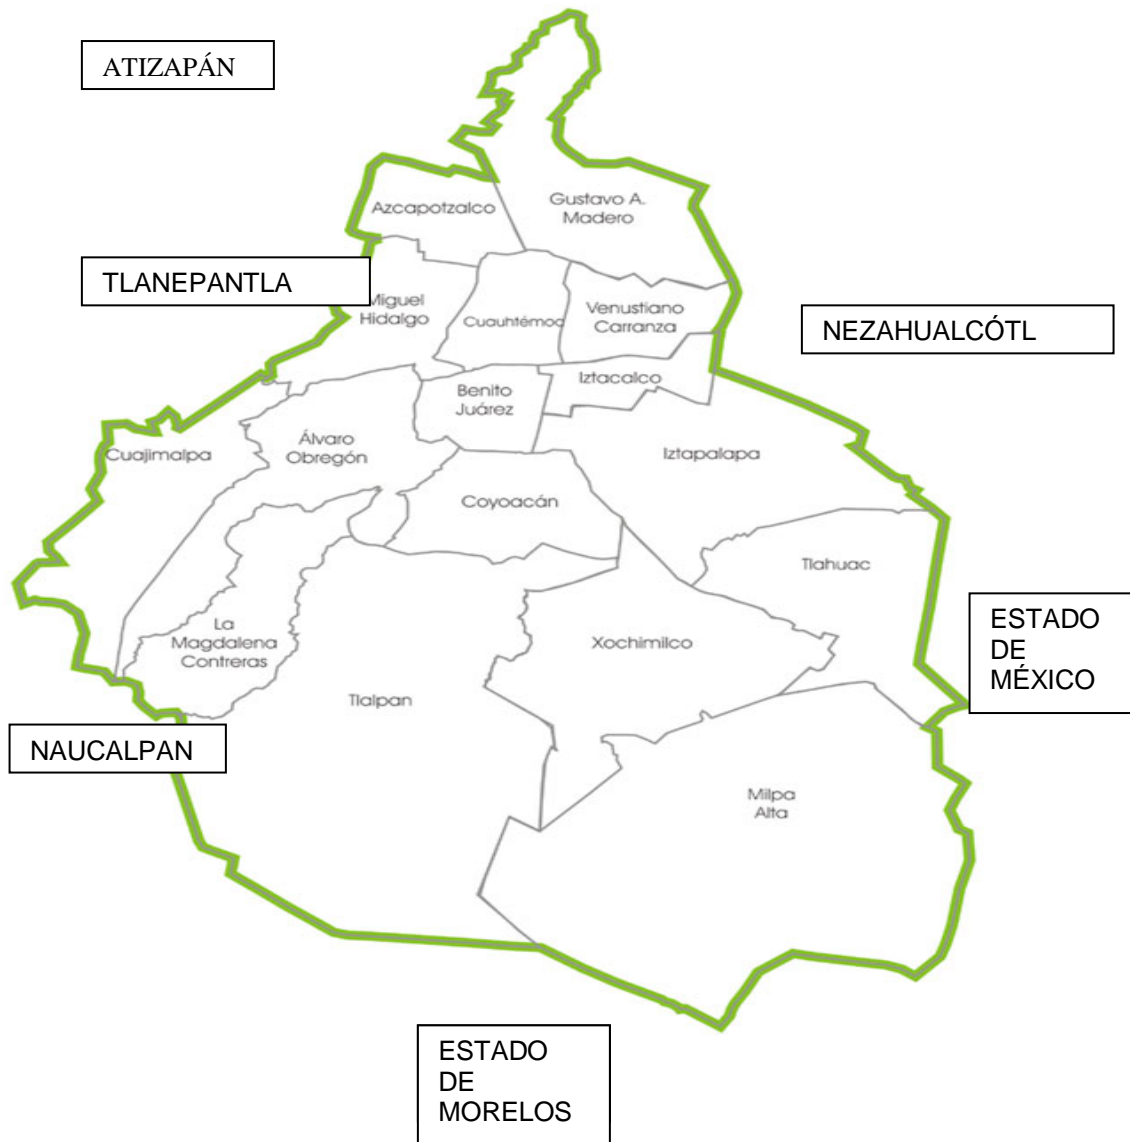 ATIZAPÁN
Azcapotzalco
Gustavo A.
Madero
TLANEPANTLA
Miguel
Hidalgo
Cuauhtémoc
Venustiano
Carranza
NEZAHUALCÓTL
Iztacalco
Benito
Juárez
Cuajimalpa
Álvaro
Obregón
Iztapalapa
Coyoacán
Tlahuac
La
Magdalena
Contreras
Xochimilco
ESTADO
DE
MÉXICO
Tlalpan
NAUCALPAN
Milpa
Alta
ESTADO
DE
MORELOS